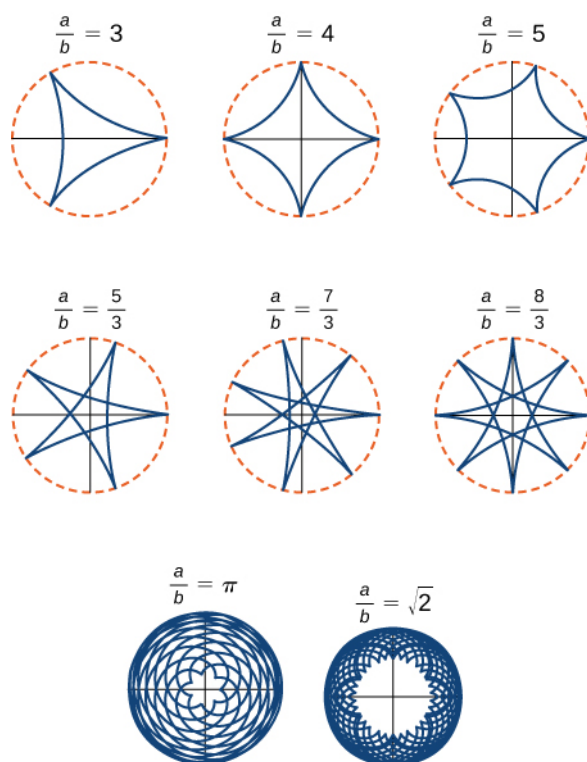 a/b = 3
a/b = 4
a/b = 5
a/b = 5/3
a/b = 7/3
a/b = 8/3
a/b = π
a/b = √2